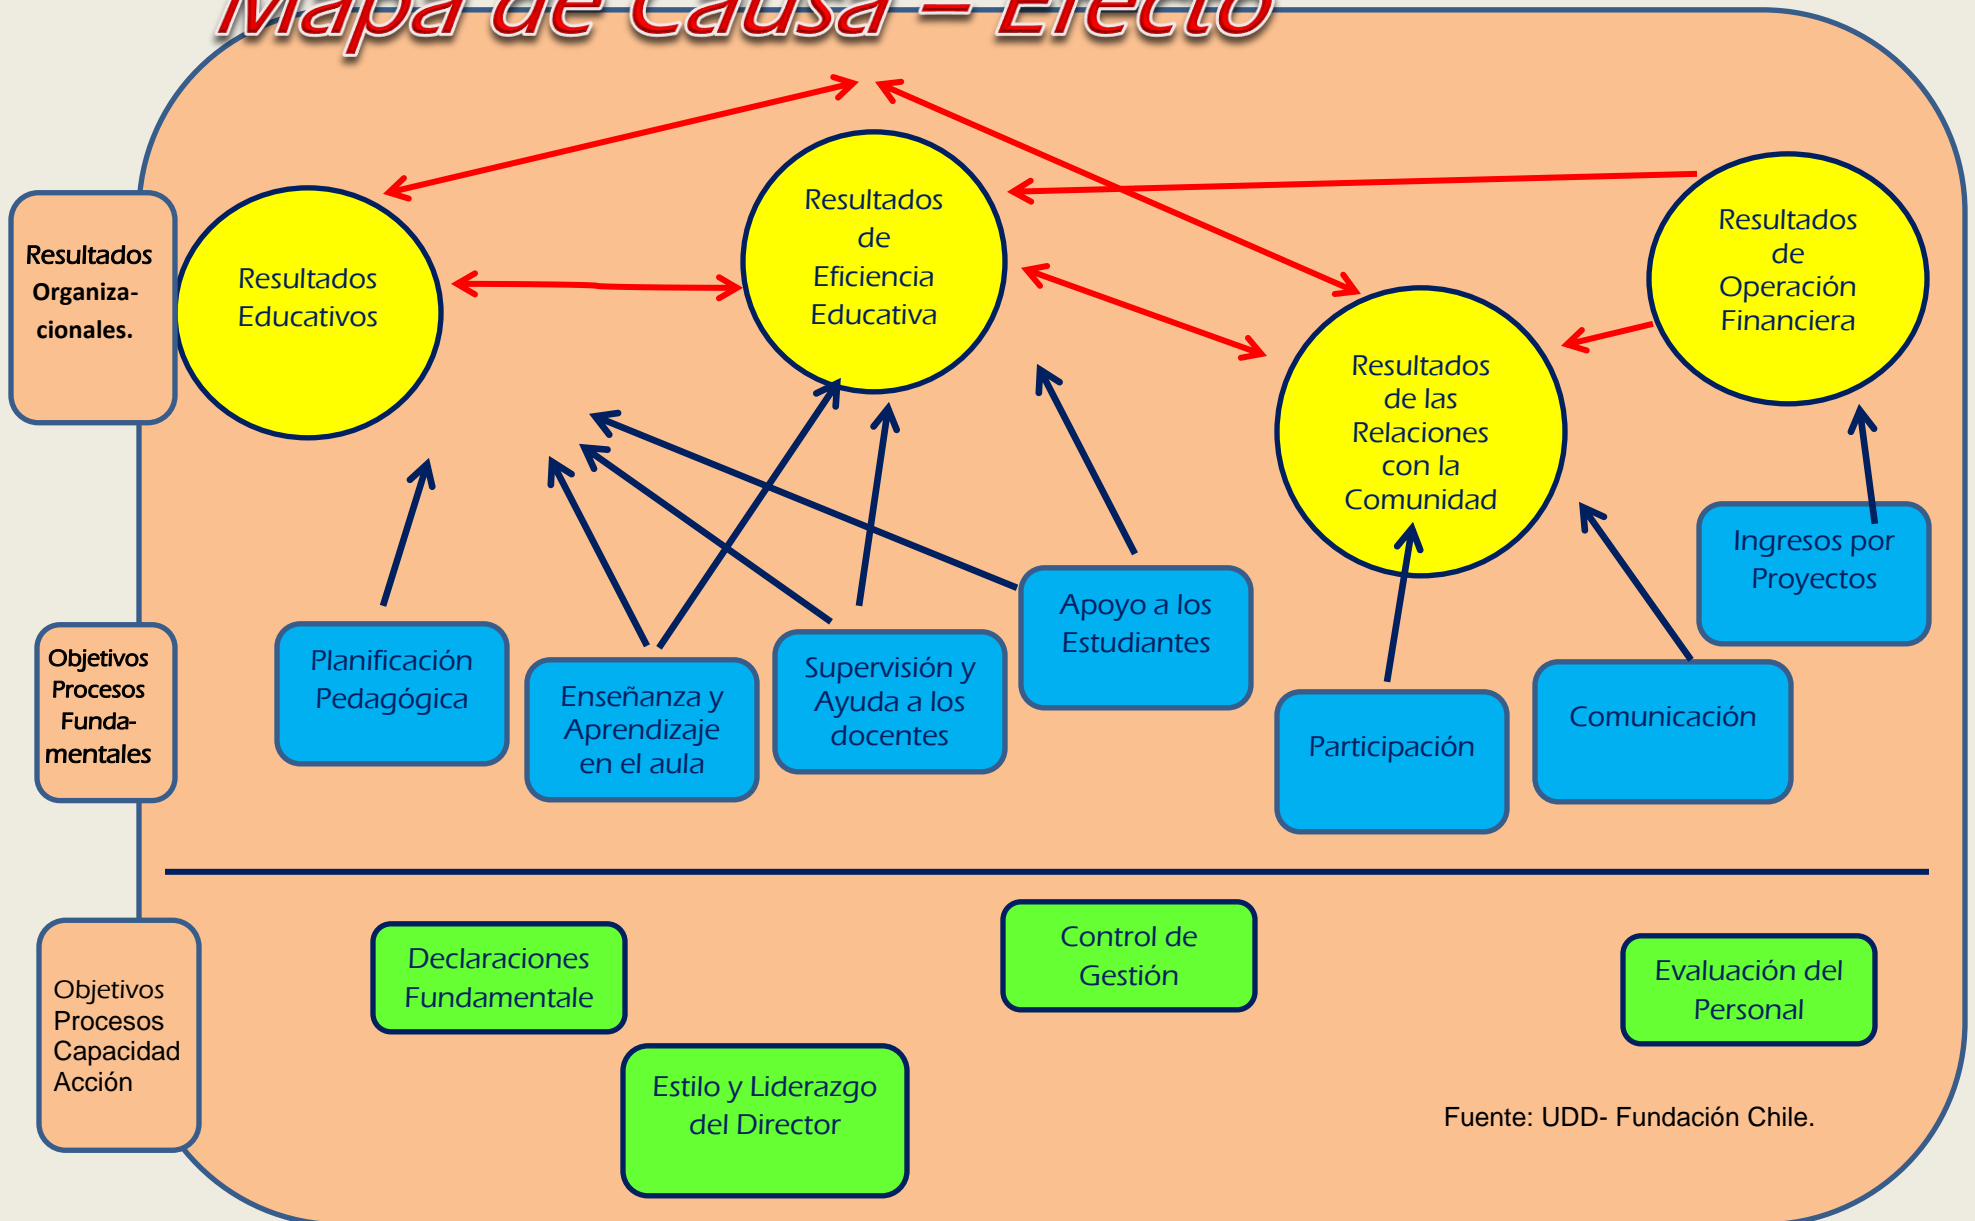 Mapa de Causa – Efecto
Resultados
Organiza-
cionales.
Resultados
Educativos
Resultados
de
Eficiencia
Educativa
Resultados
de las
Relaciones
con la
Comunidad
Resultados
de
Operación
Financiera
Objetivos
Procesos
Funda-
mentales
Planificación
Pedagógica
Enseñanza y
Aprendizaje
en el aula
Supervisión y
Ayuda a los
docentes
Apoyo a los
Estudiantes
Participación
Comunicación
Ingresos por
Proyectos
Objetivos
Procesos
Capacidad
Acción
Declaraciones
Fundamentale
Estilo y Liderazgo
del Director
Control de
Gestión
Evaluación del
Personal
Fuente: UDD- Fundación Chile.